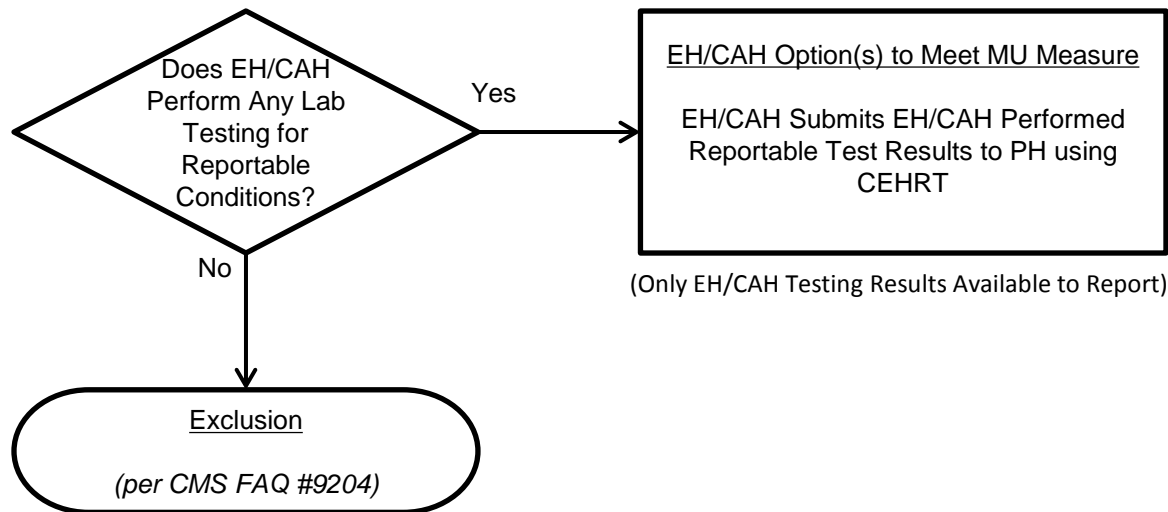 Does EH/CAH
Perform Any Lab
Testing for
Reportable
Conditions?
Yes
EH/CAH Option(s) to Meet MU Measure
EH/CAH Submits EH/CAH Performed
Reportable Test Results to PH using
CEHRT
(Only EH/CAH Testing Results Available to Report)
No
Exclusion
(per CMS FAQ #9204)